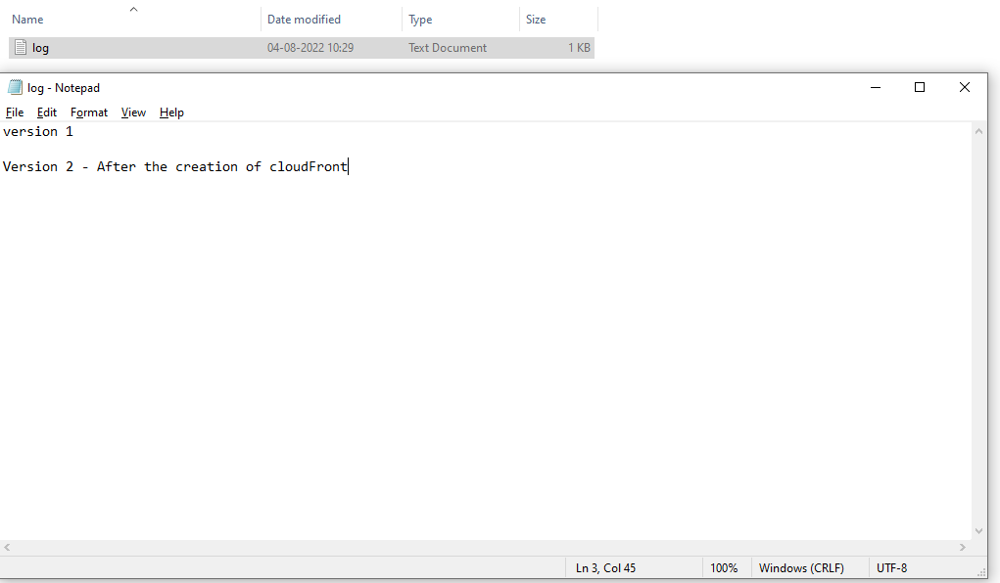 Name Date modified Type Size
log 04-08-2022 10:29 Text Document 1 KB
log - Notepad
File Edit Format View Help
version 1
Version 2 - After the creation of cloudFront
Ln 3, Col 45 100% Windows (CRLF) UTF-8